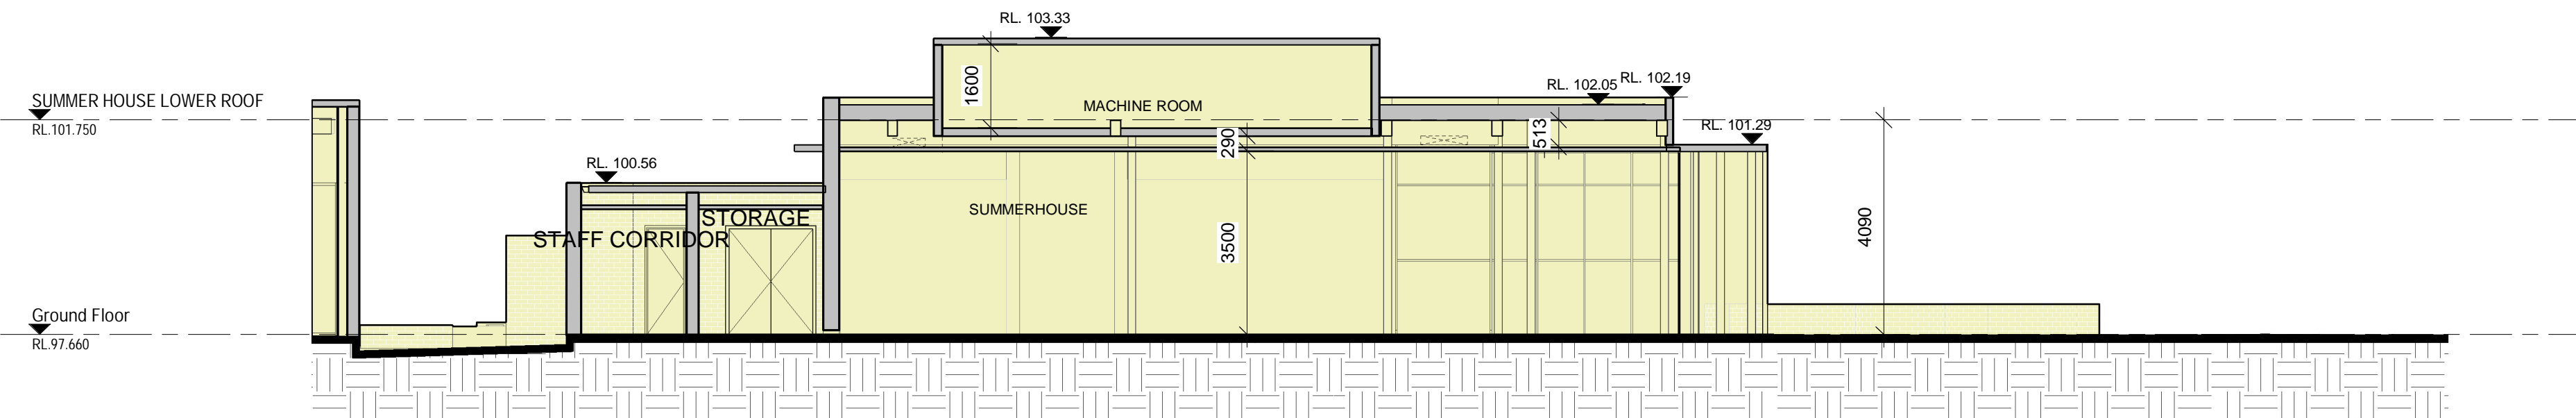 RL. 103.33
SUMMER HOUSE LOWER ROOF
RL.101.750
1600
MACHINE ROOM
RL. 102.05
RL. 102.19
RL. 101.29
290
513
RL. 100.56
STORAGE
STAFF CORRIDOR
SUMMERHOUSE
3500
4090
Ground Floor
RL.97.660